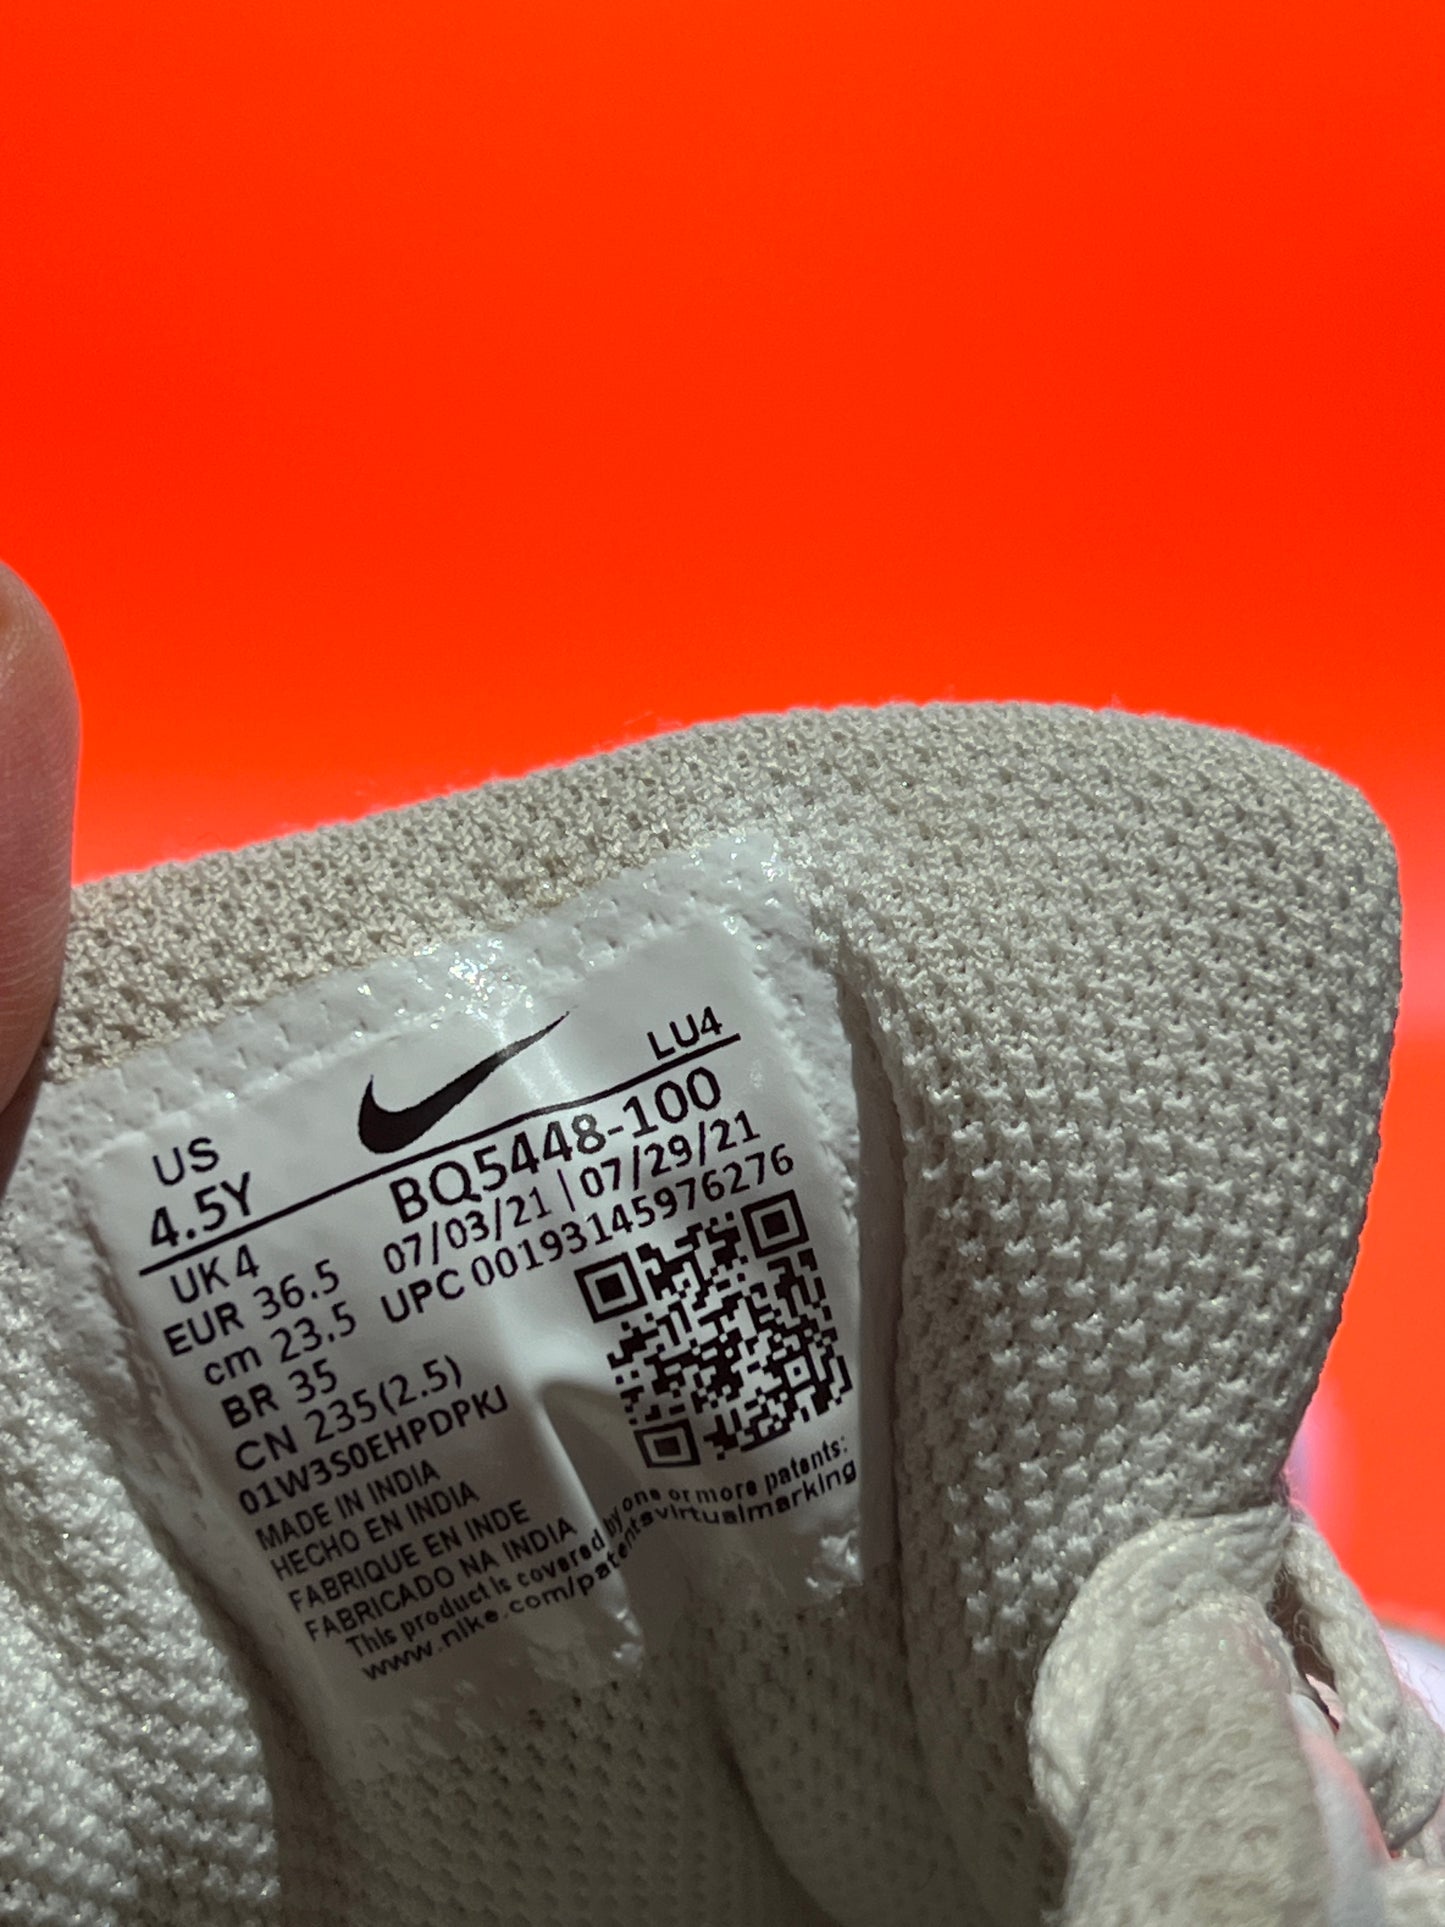 US
4.5Y
LU4
UK 4
EUR 36.5
cm 23.5
BR 35
CN 235(2.5)
BQ5448-100
07/03/21 | 07/29/21
UPC 00193145976276
01W3S0EHPDPKJ
MADE IN INDIA
HECHO EN INDIA
FABRIQUE EN INDE
FABRICADO NA INDIA
This product is covered by one or more patents:
www.nike.com/patentsvirtualmarking